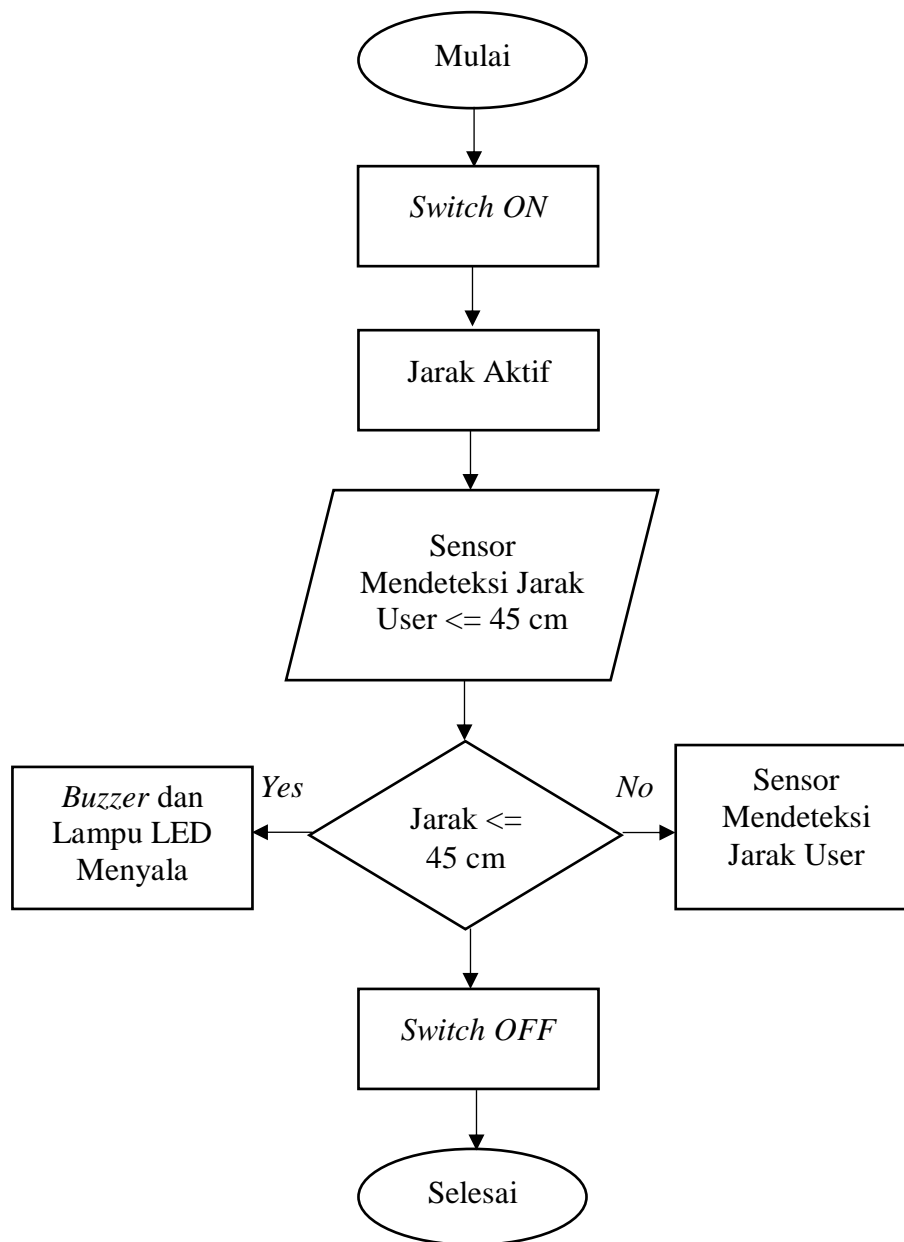 Mulai
Switch ON
Jarak Aktif
Sensor
Mendeteksi Jarak
User <= 45 cm
Buzzer dan
Lampu LED
Menyala
Yes
Jarak <=
45 cm
No
Sensor
Mendeteksi
Jarak User
Switch OFF
Selesai